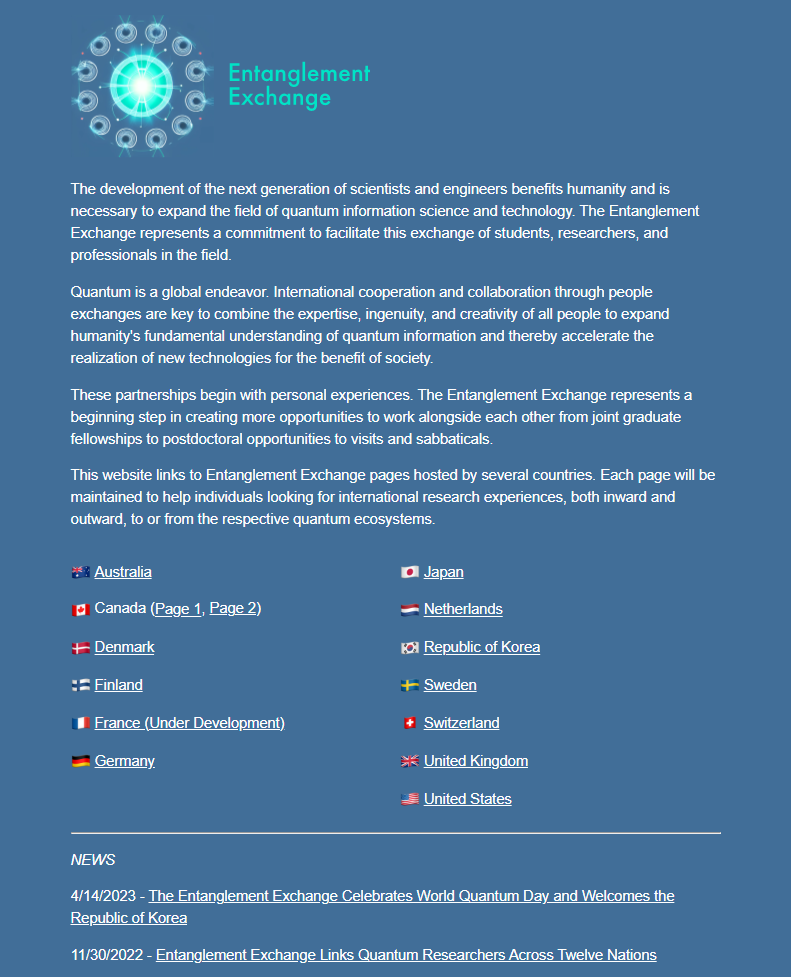 Entanglement
Exchange
The development of the next generation of scientists and engineers benefits humanity and is
necessary to expand the field of quantum information science and technology. The Entanglement
Exchange represents a commitment to facilitate this exchange of students, researchers, and
professionals in the field.
Quantum is a global endeavor. International cooperation and collaboration through people
exchanges are key to combine the expertise, ingenuity, and creativity of all people to expand
humanity's fundamental understanding of quantum information and thereby accelerate the
realization of new technologies for the benefit of society.
These partnerships begin with personal experiences. The Entanglement Exchange represents a
beginning step in creating more opportunities to work alongside each other from joint graduate
fellowships to postdoctoral opportunities to visits and sabbaticals.
This website links to Entanglement Exchange pages hosted by several countries. Each page will be
maintained to help individuals looking for international research experiences, both inward and
outward, to or from the respective quantum ecosystems.
Australia
Canada (Page 1, Page 2)
Denmark
Finland
France (Under Development)
Germany
Japan
Netherlands
Republic of Korea
Sweden
Switzerland
United Kingdom
United States
NEWS
4/14/2023 - The Entanglement Exchange Celebrates World Quantum Day and Welcomes the
Republic of Korea
11/30/2022 - Entanglement Exchange Links Quantum Researchers Across Twelve Nations